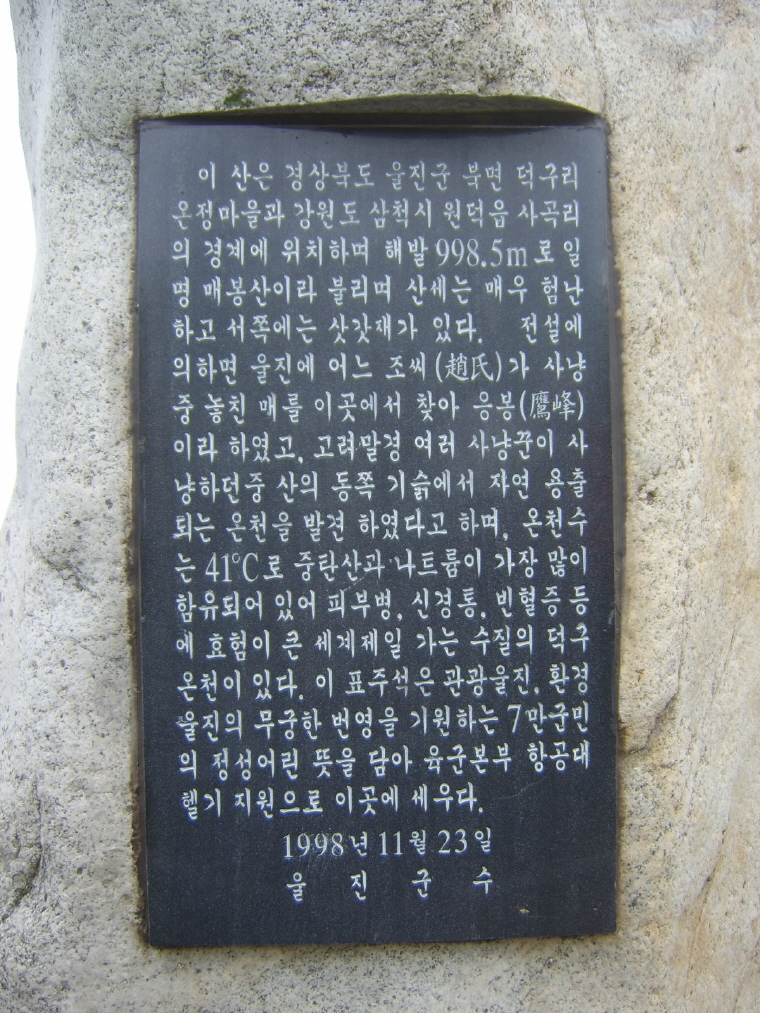 이 산은 경상북도 울진군 북면 덕구리
온정마을과 강원도 삼척시 원덕읍 사곡리
의 경계에 위치하며 해발 998.5m 로 일
명 매봉산이라 불리며 산세는 매우 험난
하고 서쪽에는 삿갓재가 있다. 전설에
의하면 울진에 어느 조씨 (趙氏) 가 사냥
중 놓친 매를 이곳에서 찾아 응봉(鷹峰)
이라 하였고, 고려말경 여러 사냥꾼이 사
냥하던중 산의 동쪽 기슭에서 자연 용출
되는 온천을 발견 하였다고 하며, 온천수
는 41°C로 중탄산과 나트륨이 가장 많이
함유되어 있어 피부병, 신경통, 빈혈증 등
에 효험이 큰 세계제일 가는 수질의 덕구
온천이 있다. 이 표주석은 관광울진, 환경
울진의 무궁한 번영을 기원하는 7만군민
의 정성어린 뜻을 담아 육군본부 항공대
헬기 지원으로 이곳에 세우다.
1998년 11월 23일
울 진 군 수